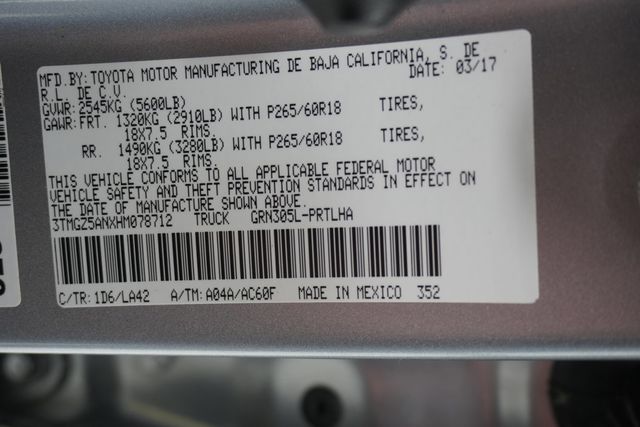 MFD.BY:TOYOTA MOTOR MANUFACTURING DE BAJA CALIFORNIA, S. DE
R.L. DE C.V. DATE: 03/17
GVWR: 2545KG (5600LB)
GAWR:FRT. 1320KG (2910LB) WITH P265/60R18 TIRES,
18X7.5 RIMS.
RR. 1490KG (3280LB) WITH P265/60R18 TIRES,
18X7.5 RIMS.
THIS VEHICLE CONFORMS TO ALL APPLICABLE FEDERAL MOTOR
VEHICLE SAFETY AND THEFT PREVENTION STANDARDS IN EFFECT ON
THE DATE OF MANUFACTURE SHOWN ABOVE.
3TMGZ5ANXHM078712 TRUCK GRN305L-PRTLHA
C/TR:1D6/LA42 A/TM:A04A/AC60F MADE IN MEXICO 352